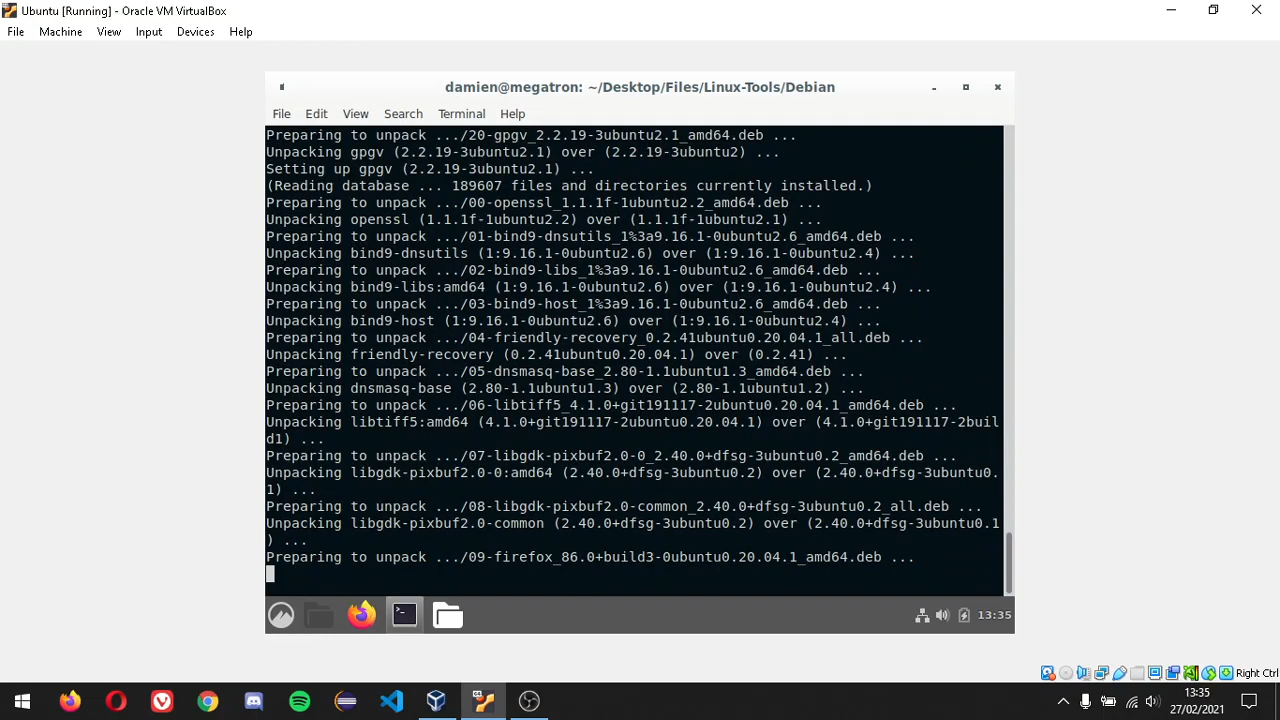 Ubuntu [Running] - Oracle VM VirtualBox
File Machine View Input Devices Help
damien@megatron: ~/Desktop/Files/Linux-Tools/Debian
File Edit View Search Terminal Help
Preparing to unpack .../20-gpgv_2.2.19-3ubuntu2.1_amd64.deb ...
Unpacking gpgv (2.2.19-3ubuntu2.1) over (2.2.19-3ubuntu2) ...
Setting up gpgv (2.2.19-3ubuntu2.1) ...
(Reading database ... 189607 files and directories currently installed.)
Preparing to unpack .../00-openssl_1.1.1f-1ubuntu2.2_amd64.deb ...
Unpacking openssl (1.1.1f-1ubuntu2.2) over (1.1.1f-1ubuntu2.1) ...
Preparing to unpack .../01-bind9-dnsutils_1%3a9.16.1-0ubuntu2.6_amd64.deb ...
Unpacking bind9-dnsutils (1:9.16.1-0ubuntu2.6) over (1:9.16.1-0ubuntu2.4) ...
Preparing to unpack .../02-bind9-libs_1%3a9.16.1-0ubuntu2.6_amd64.deb ...
Unpacking bind9-libs:amd64 (1:9.16.1-0ubuntu2.6) over (1:9.16.1-0ubuntu2.4) ...
Preparing to unpack .../03-bind9-host_1%3a9.16.1-0ubuntu2.6_amd64.deb ...
Unpacking bind9-host (1:9.16.1-0ubuntu2.6) over (1:9.16.1-0ubuntu2.4) ...
Preparing to unpack .../04-friendly-recovery_0.2.41ubuntu0.20.04.1_all.deb ...
Unpacking friendly-recovery (0.2.41ubuntu0.20.04.1) over (0.2.41) ...
Preparing to unpack .../05-dnsmasq-base_2.80-1.1ubuntu1.3_amd64.deb ...
Unpacking dnsmasq-base (2.80-1.1ubuntu1.3) over (2.80-1.1ubuntu1.2) ...
Preparing to unpack .../06-libtiff5_4.1.0+git191117-2ubuntu0.20.04.1_amd64.deb ...
Unpacking libtiff5:amd64 (4.1.0+git191117-2ubuntu0.20.04.1) over (4.1.0+git191117-2buil
d1) ...
Preparing to unpack .../07-libgdk-pixbuf2.0-0_2.40.0+dfsg-3ubuntu0.2_amd64.deb ...
Unpacking libgdk-pixbuf2.0-0:amd64 (2.40.0+dfsg-3ubuntu0.2) over (2.40.0+dfsg-3ubuntu0.
1) ...
Preparing to unpack .../08-libgdk-pixbuf2.0-common_2.40.0+dfsg-3ubuntu0.2_all.deb ...
Unpacking libgdk-pixbuf2.0-common (2.40.0+dfsg-3ubuntu0.2) over (2.40.0+dfsg-3ubuntu0.1
) ...
Preparing to unpack .../09-firefox_86.0+build3-0ubuntu0.20.04.1_amd64.deb ...
13:35
Right Ctrl
13:35
27/02/2021